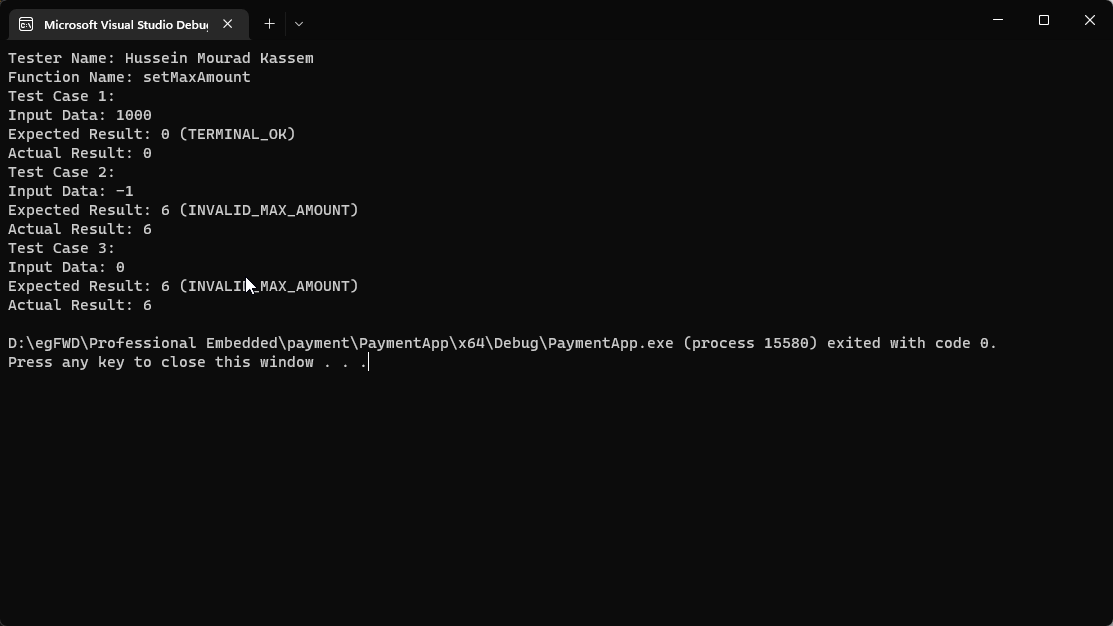 Microsoft Visual Studio Debug
Tester Name: Hussein Mourad Kassem
Function Name: setMaxAmount
Test Case 1:
Input Data: 1000
Expected Result: 0 (TERMINAL_OK)
Actual Result: 0
Test Case 2:
Input Data: -1
Expected Result: 6 (INVALID_MAX_AMOUNT)
Actual Result: 6
Test Case 3:
Input Data: 0
Expected Result: 6 (INVALID_MAX_AMOUNT)
Actual Result: 6
D:\egFWD\Professional Embedded\payment\PaymentApp\x64\Debug\PaymentApp.exe (process 15580) exited with code 0.
Press any key to close this window . . .